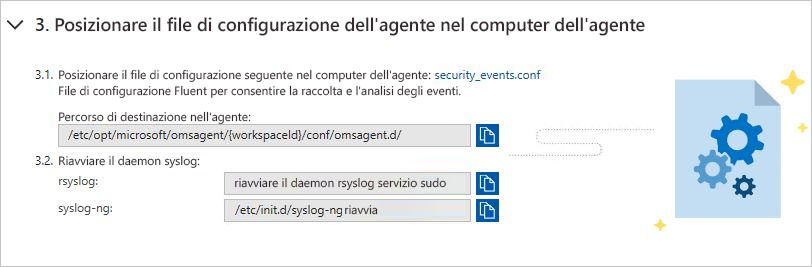 3. Posizionare il file di configurazione dell'agente nel computer dell'agente
3.1. Posizionare il file di configurazione seguente nel computer dell'agente: security_events.conf
File di configurazione Fluent per consentire la raccolta e l'analisi degli eventi.
Percorso di destinazione nell'agente:
/etc/opt/microsoft/omsagent/{workspaceId}/conf/omsagent.d/
3.2. Riavviare il daemon syslog:
rsyslog: riavviare il daemon rsyslog servizio sudo
syslog-ng: /etc/init.d/syslog-ng riavvia